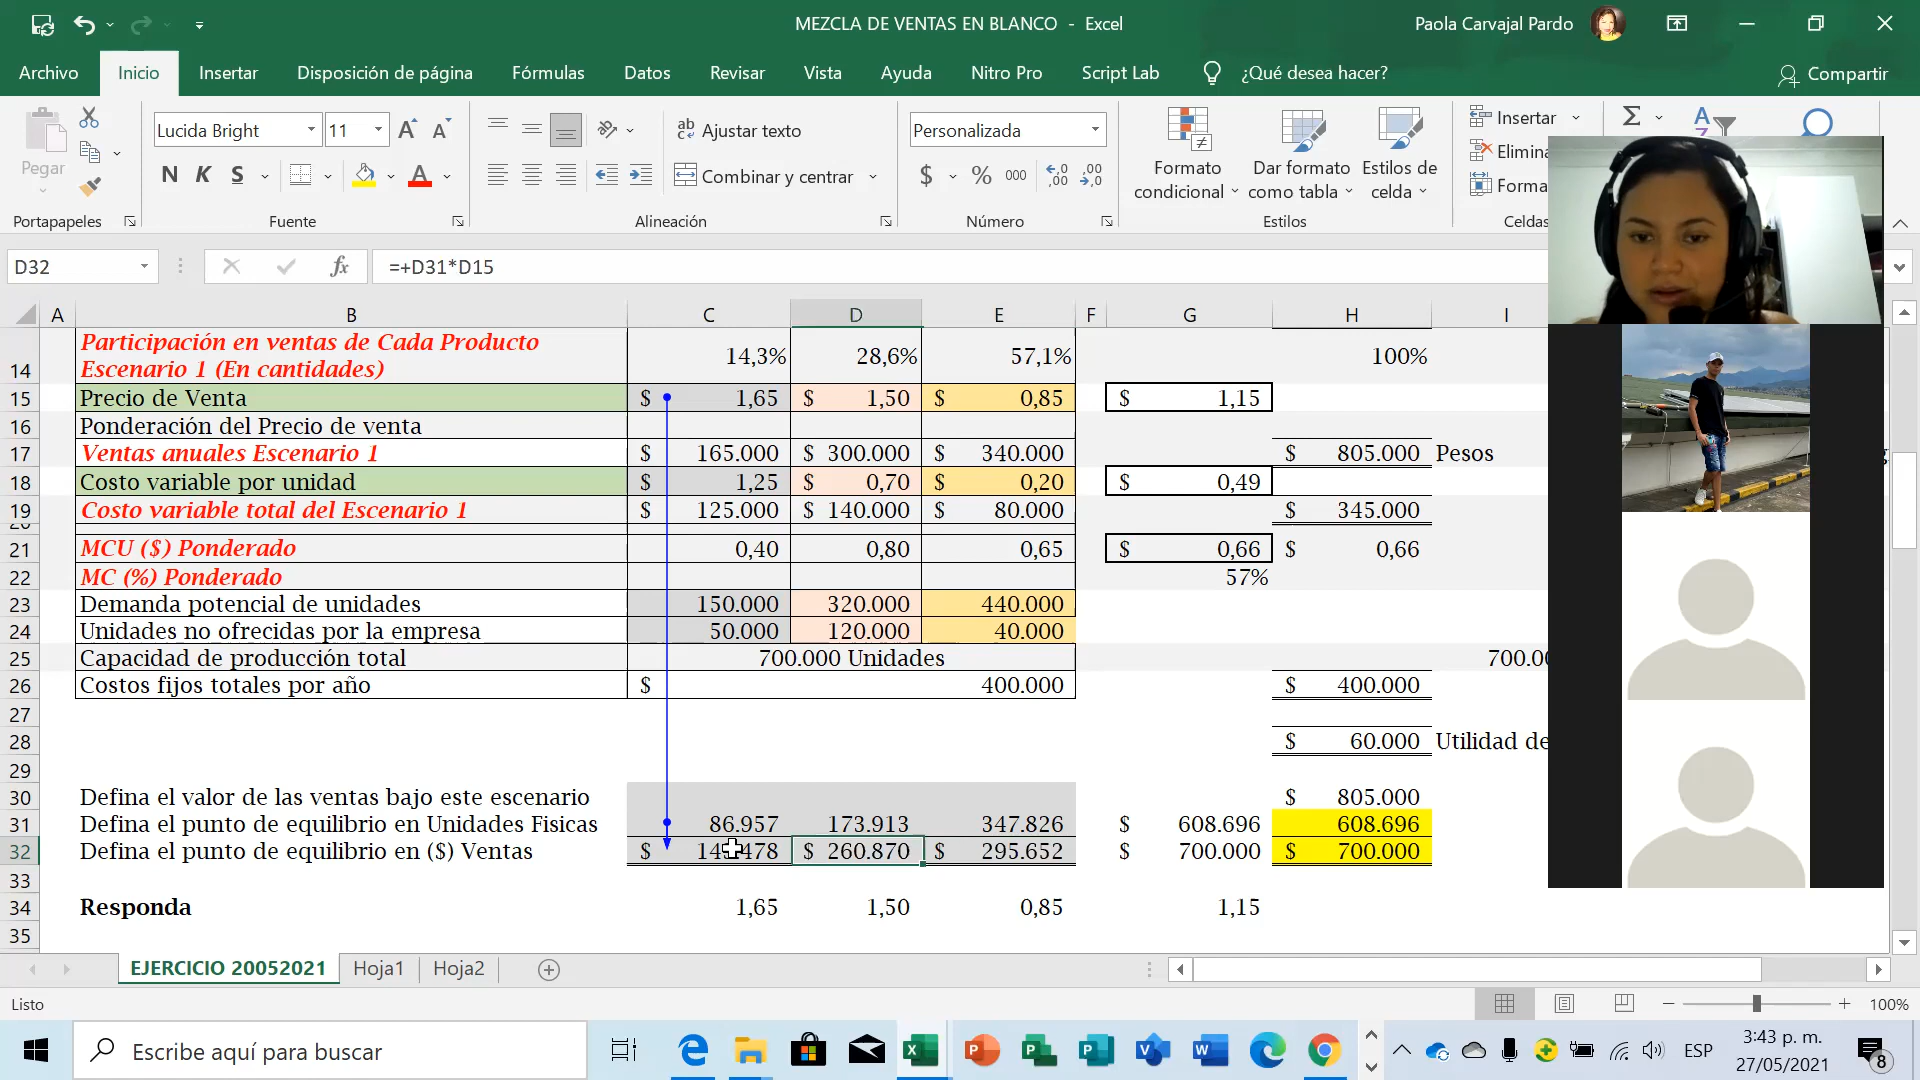 MEZCLA DE VENTAS EN BLANCO - Excel
Paola Carvajal Pardo
Archivo Inicio Insertar Disposición de página Fórmulas Datos Revisar Vista Ayuda Nitro Pro Script Lab ¿Qué desea hacer? Compartir
Pegar
Lucida Bright 11
N K S
Ajustar texto
Combinar y centrar
Personalizada
$ % 000
Formato condicional
Dar formato como tabla
Estilos de celda
Insertar
Portapapeles Fuente Alineación Número Estilos Celdas
D32 fx =+D31*D15
A B C D E F G H I
14 Participación en ventas de Cada Producto
Escenario 1 (En cantidades) 14,3% 28,6% 57,1% 100%
15 Precio de Venta $ 1,65 $ 1,50 $ 0,85 $ 1,15
16 Ponderación del Precio de venta
17 Ventas anuales Escenario 1 $ 165.000 $ 300.000 $ 340.000 $ 805.000 Pesos
18 Costo variable por unidad $ 1,25 $ 0,70 $ 0,20 $ 0,49
19 Costo variable total del Escenario 1 $ 125.000 $ 140.000 $ 80.000 $ 345.000
21 MCU ($) Ponderado 0,40 0,80 0,65 $ 0,66 $ 0,66
22 MC (%) Ponderado 57%
23 Demanda potencial de unidades 150.000 320.000 440.000
24 Unidades no ofrecidas por la empresa 50.000 120.000 40.000
25 Capacidad de producción total 700.000 Unidades
26 Costos fijos totales por año $ 400.000 $ 400.000
27
28 $ 60.000 Utilidad de
29
30 Defina el valor de las ventas bajo este escenario $ 805.000
31 Defina el punto de equilibrio en Unidades Fisicas 86.957 173.913 347.826 $ 608.696 608.696
32 Defina el punto de equilibrio en ($) Ventas $ $ 260.870 $ 295.652 $ 700.000 $ 700.000
33
34 Responda 1,65 1,50 0,85 1,15
35
EJERCICIO 20052021 Hoja1 Hoja2
Listo 100%
Escribe aquí para buscar
ESP
3:43 p. m.
27/05/2021
8